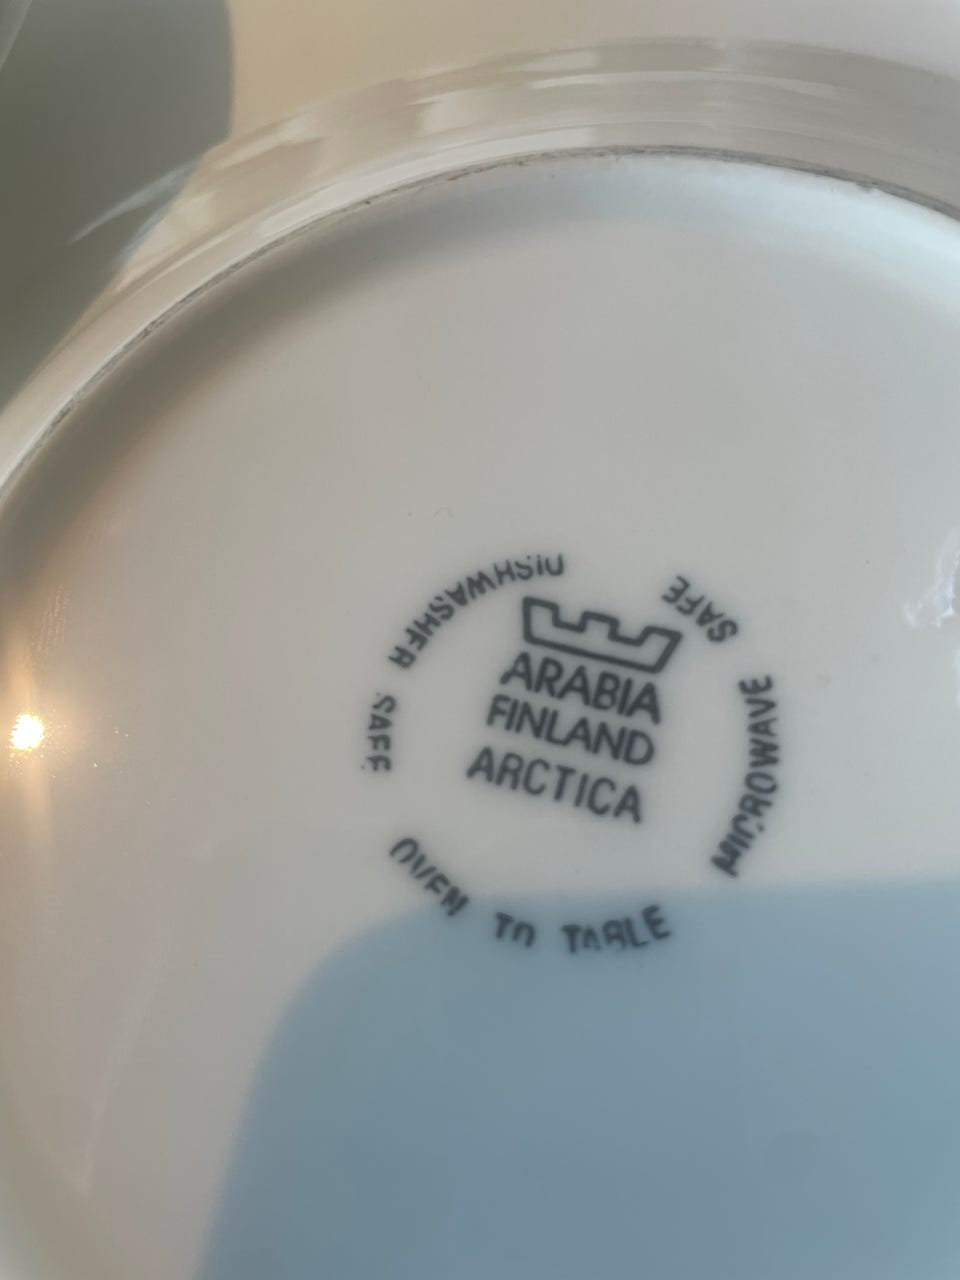 ARABIA
FINLAND
ARCTICA
OVEN TO TABLE
MICROWAVE SAFE
DISHWASHER SAFE